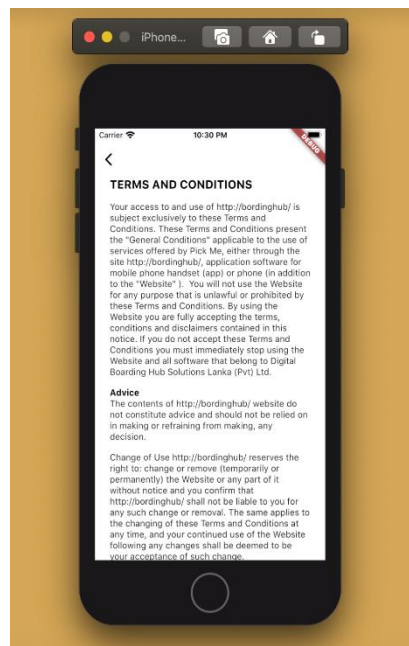 iPhone...
Carrier
10:30 PM
DEBUG
TERMS AND CONDITIONS
Your access to and use of http://bordinghub/ is
subject exclusively to these Terms and
Conditions. These Terms and Conditions present
the "General Conditions" applicable to the use of
services offered by Pick Me, either through the
site http://bordinghub/, application software for
mobile phone handset (app) or phone (in addition
to the "Website" ).  You will not use the Website
for any purpose that is unlawful or prohibited by
these Terms and Conditions. By using the
Website you are fully accepting the terms,
conditions and disclaimers contained in this
notice. If you do not accept these Terms and
Conditions you must immediately stop using the
Website and all software that belong to Digital
Boarding Hub Solutions Lanka (Pvt) Ltd.
Advice
The contents of http://bordinghub/ website do
not constitute advice and should not be relied on
in making or refraining from making, any
decision.
Change of Use http://bordinghub/ reserves the
right to: change or remove (temporarily or
permanently) the Website or any part of it
without notice and you confirm that
http://bordinghub/ shall not be liable to you for
any such change or removal. The same applies to
the changing of these Terms and Conditions at
any time, and your continued use of the Website
following any changes shall be deemed to be
your acceptance of such change.